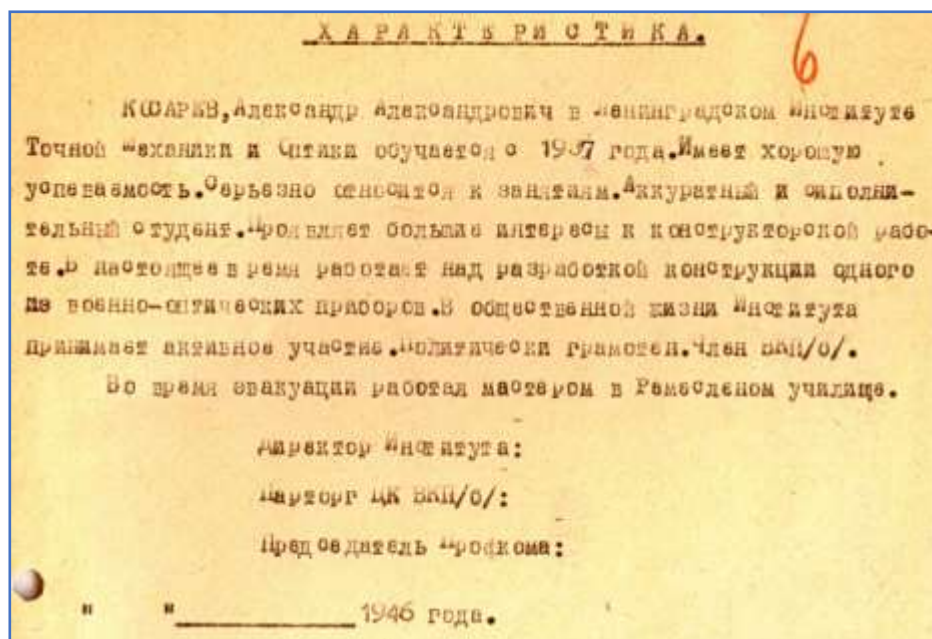 ХАРАКТЕРИСТИКА.
6
КОСАРЕВ, Александр Александрович в Ленинградском Институте
Точной Механики и Оптики обучается с 1937 года. Имеет хорошую
успеваемость. Серьезно относится к занятиям. Аккуратный и исполни-
тельный студент. Проявляет большие интересы к конструкторской рабо-
те. В настоящее время работает над разработкой конструкции одного
из военно-оптических приборов. В общественной жизни Института
принимает активное участие. Политически грамотен. Член ВКП/б/.
Во время эвакуации работал мастером в Ремесленом училище.
Директор Института:
Парторг ЦК ВКП/б/:
Председатель Профкома:
" " ____________ 1946 года.